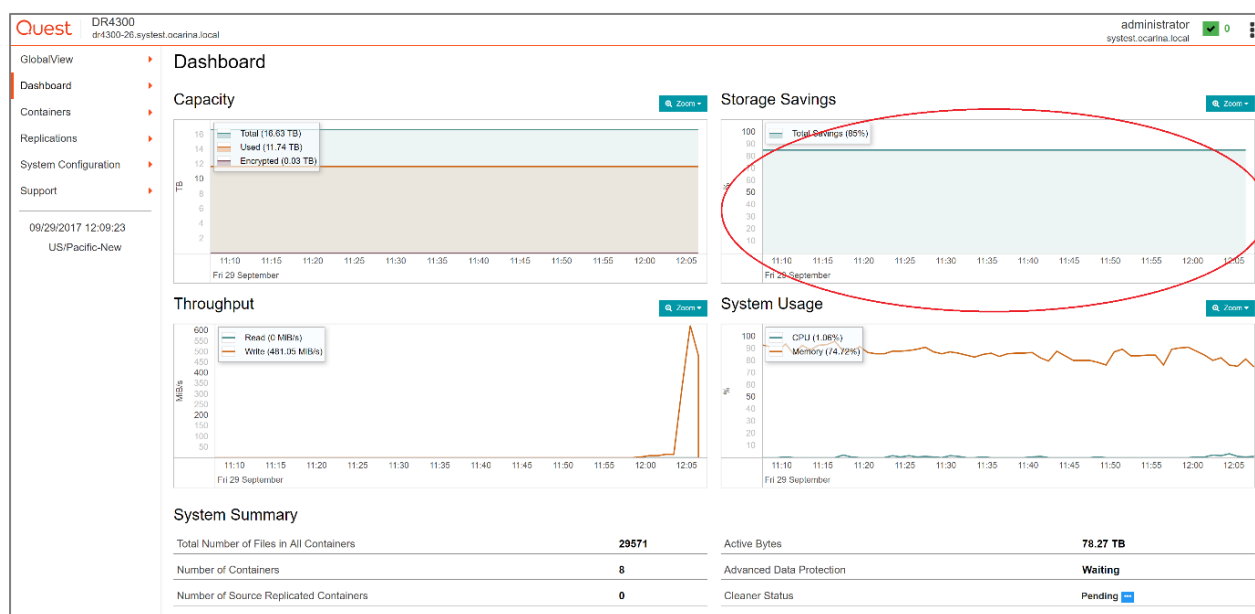 Quest
DR4300
dr4300-26.systest.ocarina.local
administrator
systest.ocarina.local
0
GlobalView
Dashboard
Containers
Replications
System Configuration
Support
09/29/2017 12:09:23
US/Pacific-New
Dashboard
Capacity
Zoom
TB
16
14
12
10
8
6
4
2
Total (16.63 TB)
Used (11.74 TB)
Encrypted (0.03 TB)
11:10 11:15 11:20 11:25 11:30 11:35 11:40 11:45 11:50 11:55 12:00 12:05
Fri 29 September
Storage Savings
Zoom
%
100
90
80
70
60
50
40
30
20
10
Total Savings (85%)
11:10 11:15 11:20 11:25 11:30 11:35 11:40 11:45 11:50 11:55 12:00 12:05
Fri 29 September
Throughput
Zoom
MiB/s
600
550
500
450
400
350
300
250
200
150
100
50
Read (0 MiB/s)
Write (481.05 MiB/s)
11:10 11:15 11:20 11:25 11:30 11:35 11:40 11:45 11:50 11:55 12:00 12:05
Fri 29 September
System Usage
Zoom
%
100
90
80
70
60
50
40
30
20
10
CPU (1.06%)
Memory (74.72%)
11:10 11:15 11:20 11:25 11:30 11:35 11:40 11:45 11:50 11:55 12:00 12:05
Fri 29 September
System Summary
Total Number of Files in All Containers 29571
Number of Containers 8
Number of Source Replicated Containers 0
Active Bytes 78.27 TB
Advanced Data Protection Waiting
Cleaner Status Pending